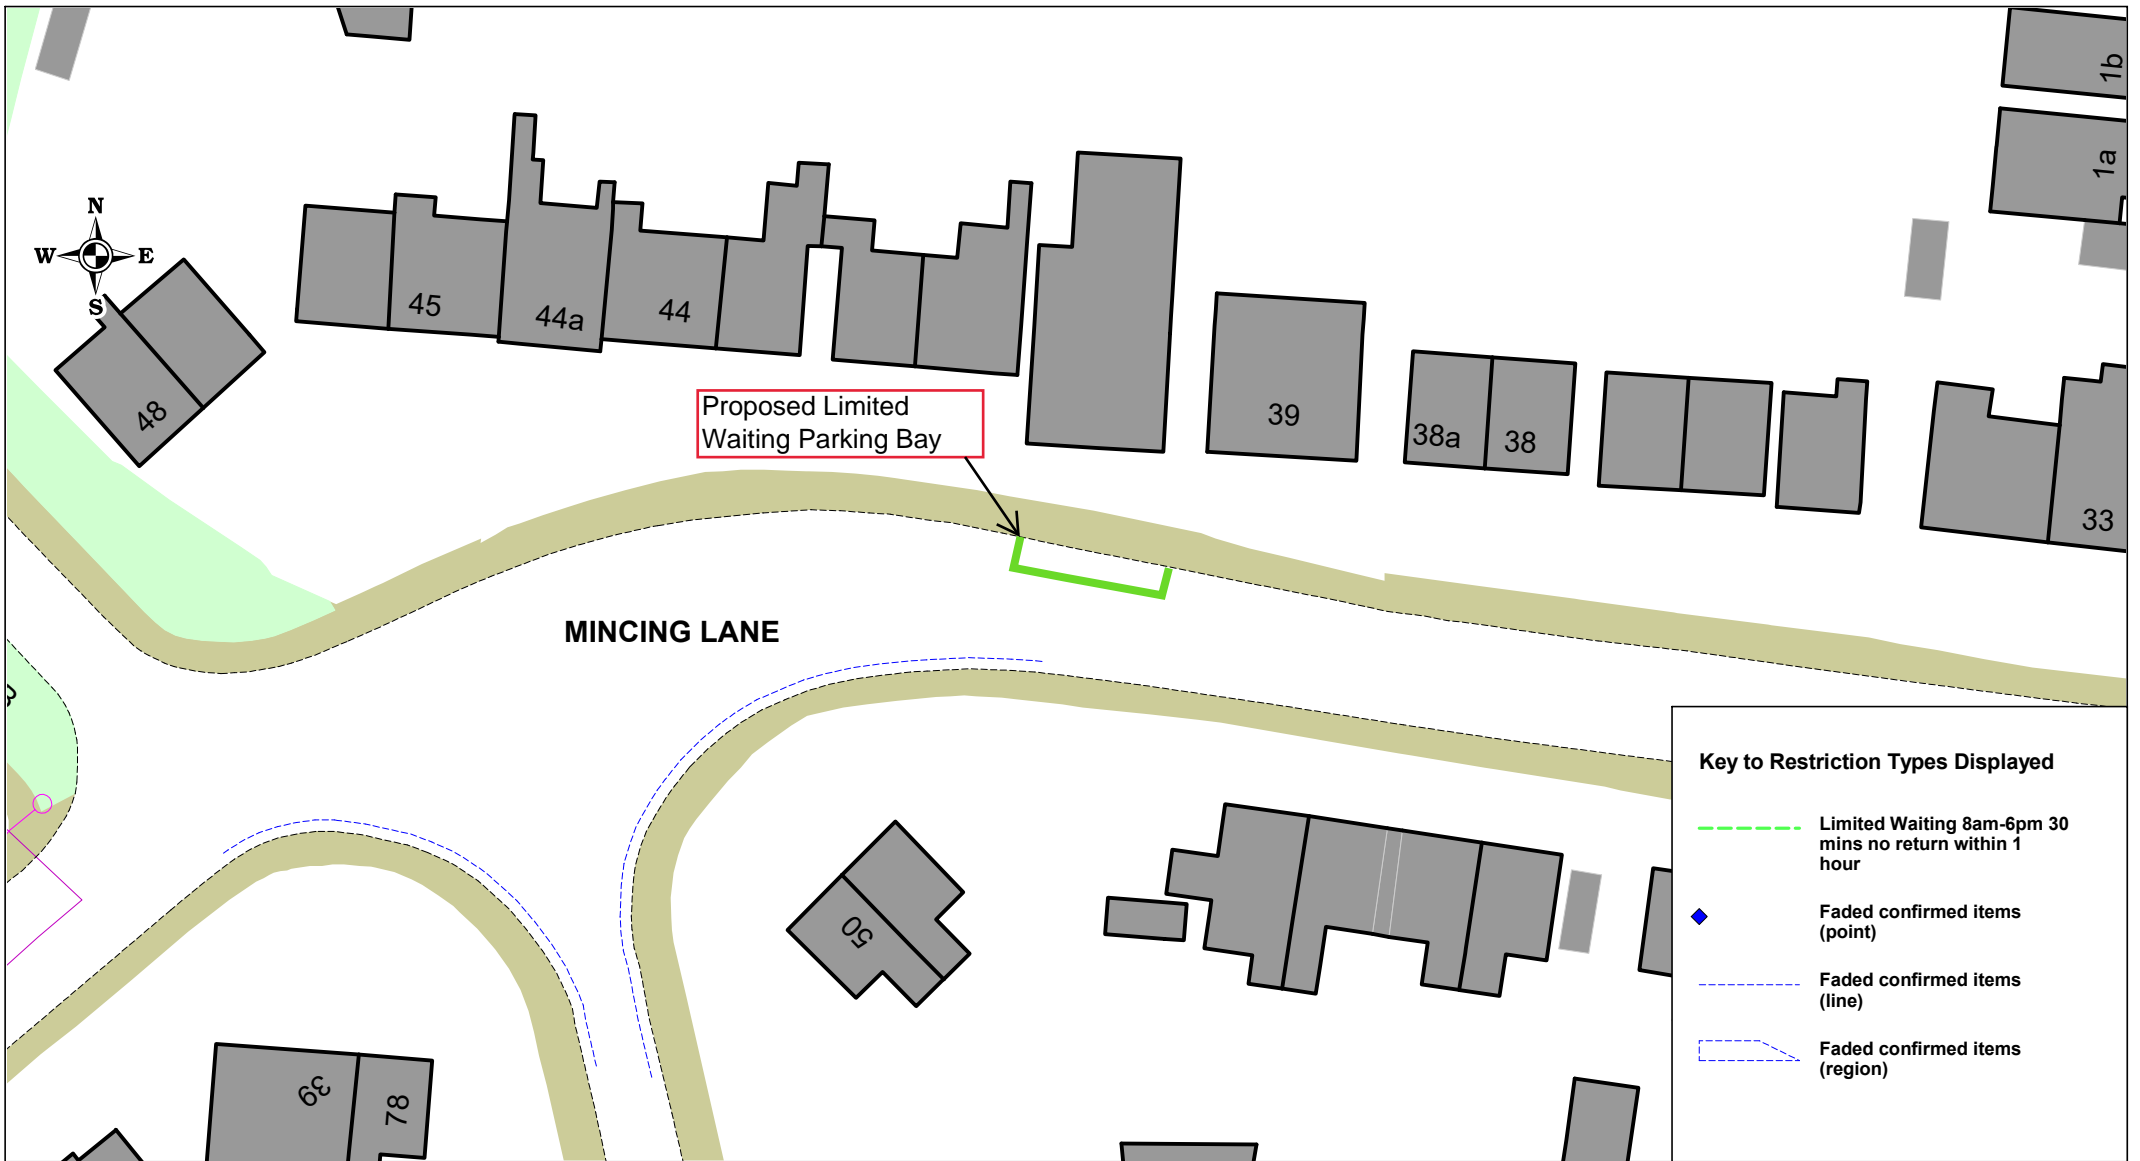 1b
1a
N
W E
S
45
44a
44
48
Proposed Limited
Waiting Parking Bay
39
38a
38
33
MINCING LANE
50
39
78
Key to Restriction Types Displayed
Limited Waiting 8am-6pm 30
mins no return within 1
hour
Faded confirmed items
(point)
Faded confirmed items
(line)
Faded confirmed items
(region)